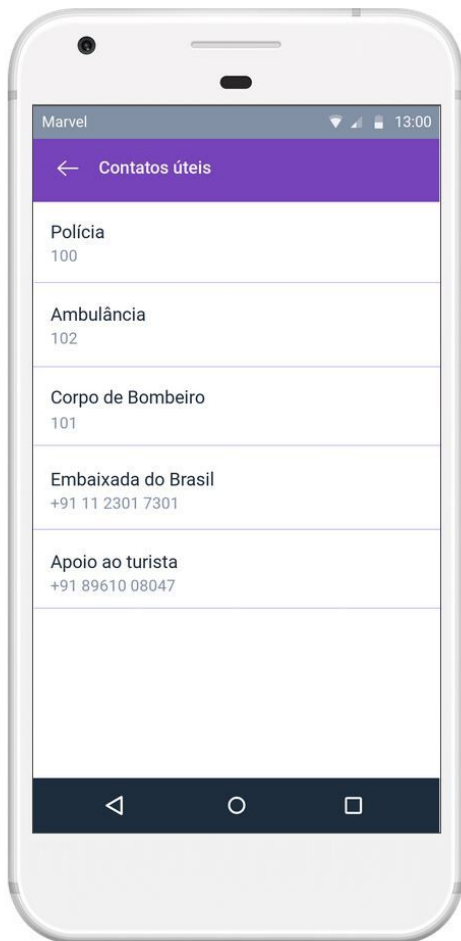 Marvel 13:00
Contatos úteis
Polícia
100
Ambulância
102
Corpo de Bombeiro
101
Embaixada do Brasil
+91 11 2301 7301
Apoio ao turista
+91 89610 08047